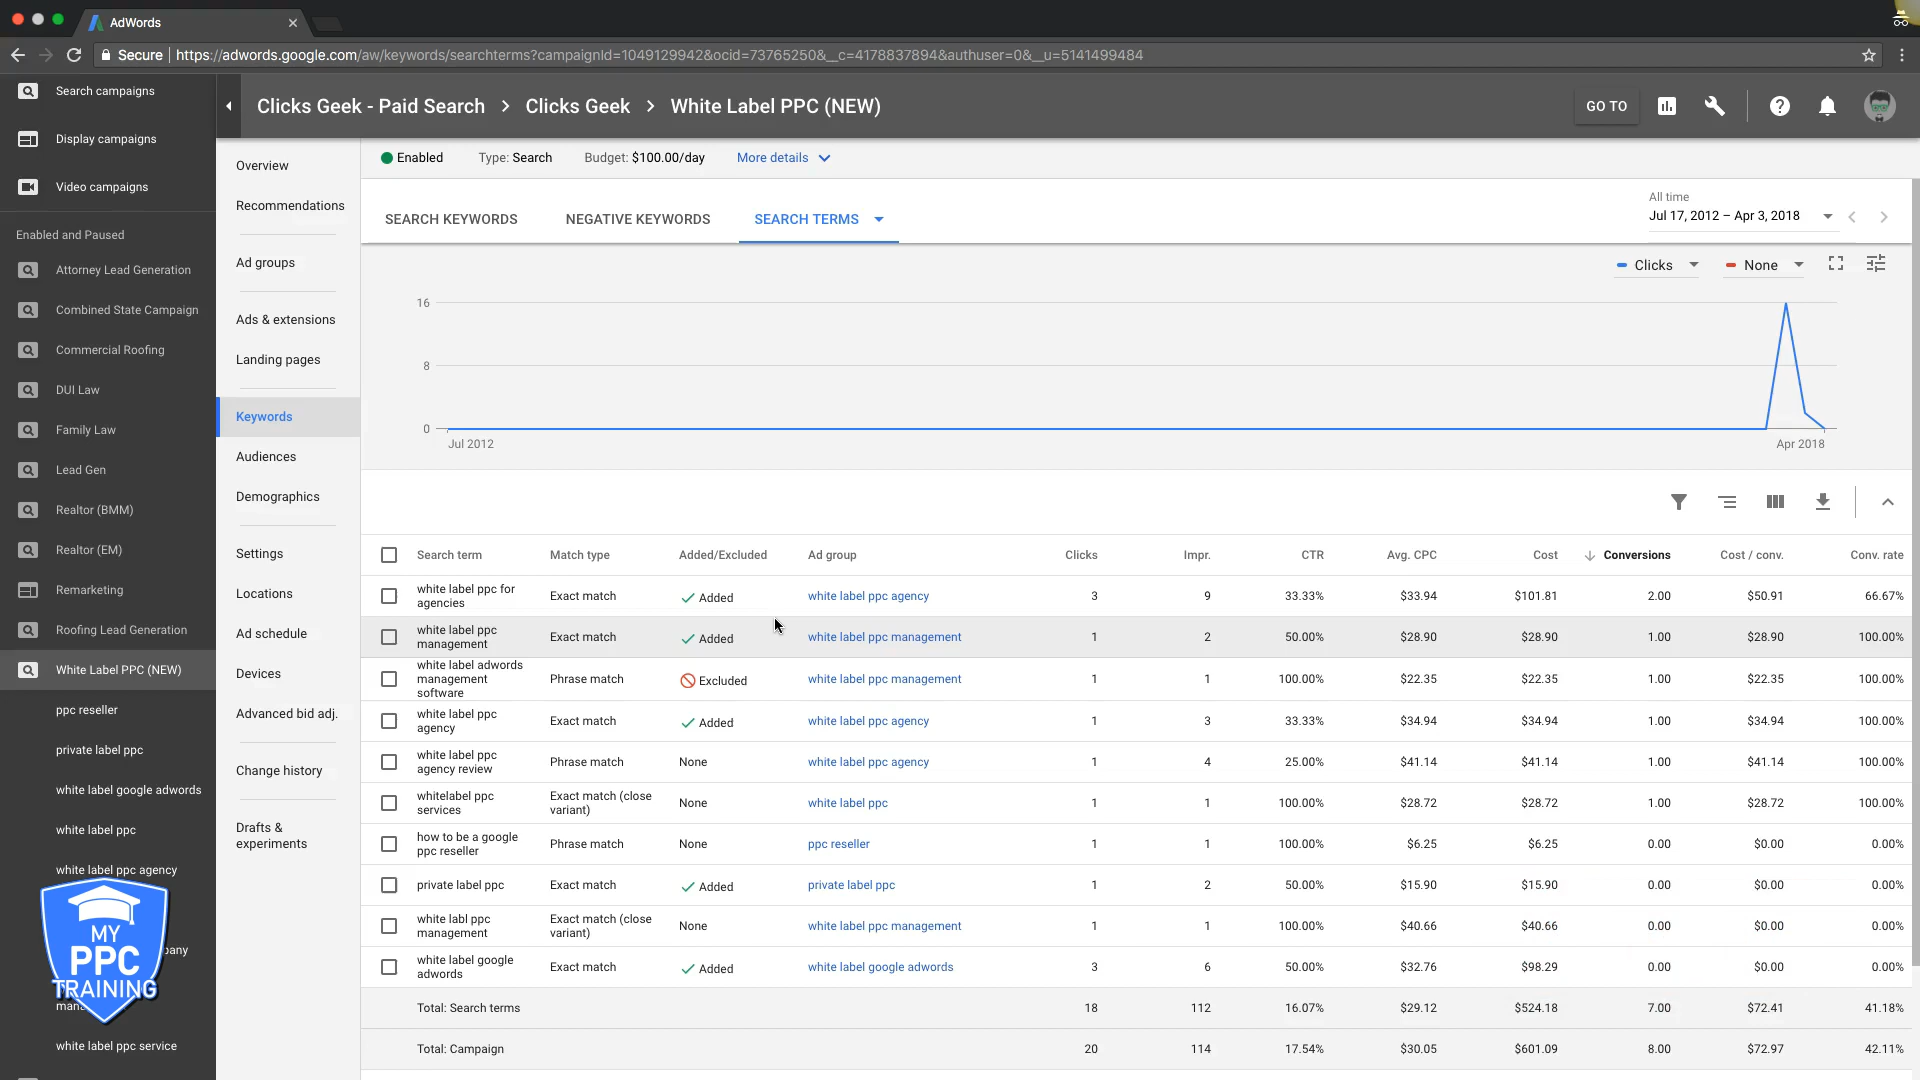 AdWords
Secure
https://adwords.google.com/aw/keywords/searchterms?campaignId=1049129942&ocid=73765250&__c=4178837894&authuser=0&__u=5141499484
Search campaigns
Display campaigns
Video campaigns
Enabled and Paused
Attorney Lead Generation
Combined State Campaign
Commercial Roofing
DUI Law
Family Law
Lead Gen
Realtor (BMM)
Realtor (EM)
Remarketing
Roofing Lead Generation
White Label PPC (NEW)
ppc reseller
private label ppc
white label google adwords
white label ppc
white label ppc agency
MY
PPC
TRAINING
white label ppc service
Clicks Geek - Paid Search > Clicks Geek > White Label PPC (NEW)
GO TO
Overview
Recommendations
Ad groups
Ads & extensions
Landing pages
Keywords
Audiences
Demographics
Settings
Locations
Ad schedule
Devices
Advanced bid adj.
Change history
Drafts &
experiments
Enabled Type: Search Budget: $100.00/day More details
SEARCH KEYWORDS NEGATIVE KEYWORDS SEARCH TERMS
All time
Jul 17, 2012 – Apr 3, 2018
Clicks None
16
8
0
Jul 2012 Apr 2018
Search term Match type Added/Excluded Ad group Clicks Impr. CTR Avg. CPC Cost Conversions Cost / conv. Conv. rate
white label ppc for
agencies Exact match Added white label ppc agency 3 9 33.33% $33.94 $101.81 2.00 $50.91 66.67%
white label ppc
management Exact match Added white label ppc management 1 2 50.00% $28.90 $28.90 1.00 $28.90 100.00%
white label adwords
management
software Phrase match Excluded white label ppc management 1 1 100.00% $22.35 $22.35 1.00 $22.35 100.00%
white label ppc
agency Exact match Added white label ppc agency 1 3 33.33% $34.94 $34.94 1.00 $34.94 100.00%
white label ppc
agency review Phrase match None white label ppc agency 1 4 25.00% $41.14 $41.14 1.00 $41.14 100.00%
whitelabel ppc
services Exact match (close
variant) None white label ppc 1 1 100.00% $28.72 $28.72 1.00 $28.72 100.00%
how to be a google
ppc reseller Phrase match None ppc reseller 1 1 100.00% $6.25 $6.25 0.00 $0.00 0.00%
private label ppc Exact match Added private label ppc 1 2 50.00% $15.90 $15.90 0.00 $0.00 0.00%
white labl ppc
management Exact match (close
variant) None white label ppc management 1 1 100.00% $40.66 $40.66 0.00 $0.00 0.00%
white label google
adwords Exact match Added white label google adwords 3 6 50.00% $32.76 $98.29 0.00 $0.00 0.00%
Total: Search terms 18 112 16.07% $29.12 $524.18 7.00 $72.41 41.18%
Total: Campaign 20 114 17.54% $30.05 $601.09 8.00 $72.97 42.11%